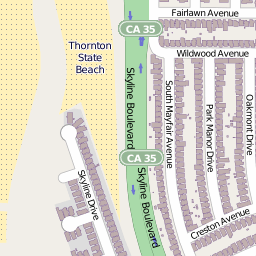 Fairlawn Avenue
CA 35
Wildwood Avenue
Thornton
State
Beach
Skyline Boulevard
South Mayfair Avenue
Park Manor Drive
Oakmont Drive
CA 35
Skyline Boulevard
Skyline Drive
Creston Avenue